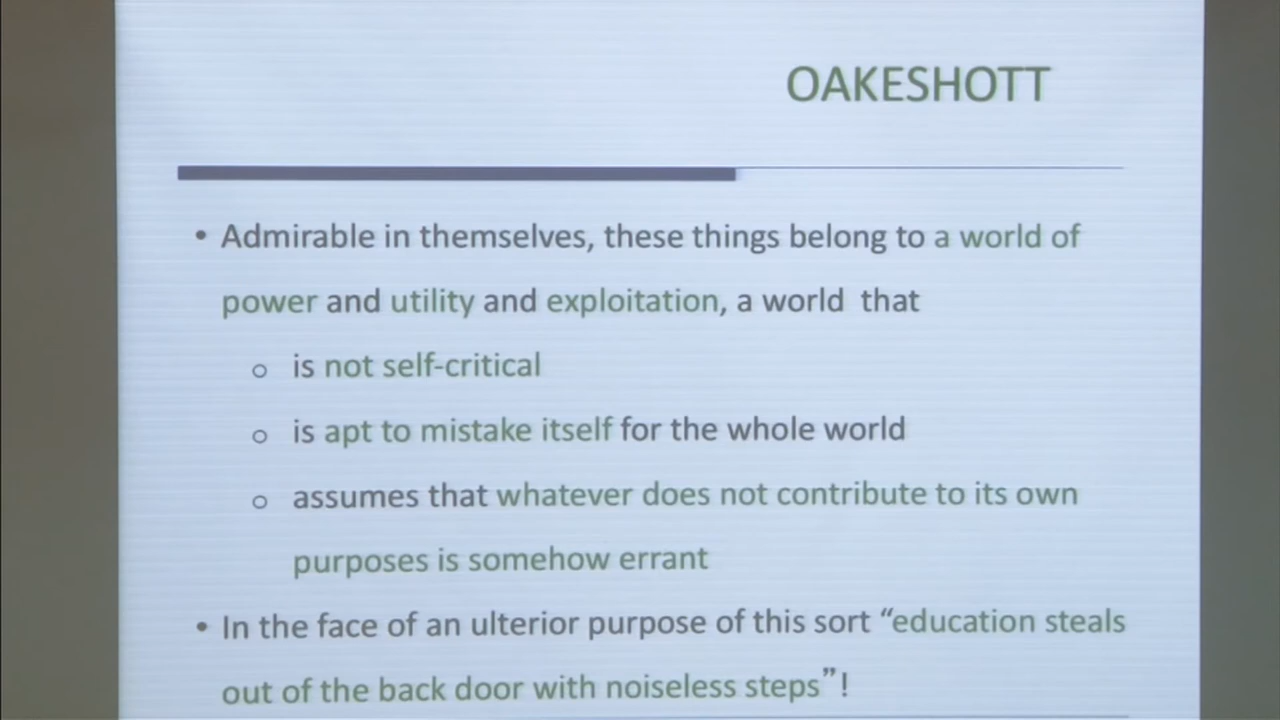 OAKESHOTT
• Admirable in themselves, these things belong to a world of
power and utility and exploitation, a world that
o is not self-critical
o is apt to mistake itself for the whole world
o assumes that whatever does not contribute to its own
purposes is somehow errant
• In the face of an ulterior purpose of this sort “education steals
out of the back door with noiseless steps”!